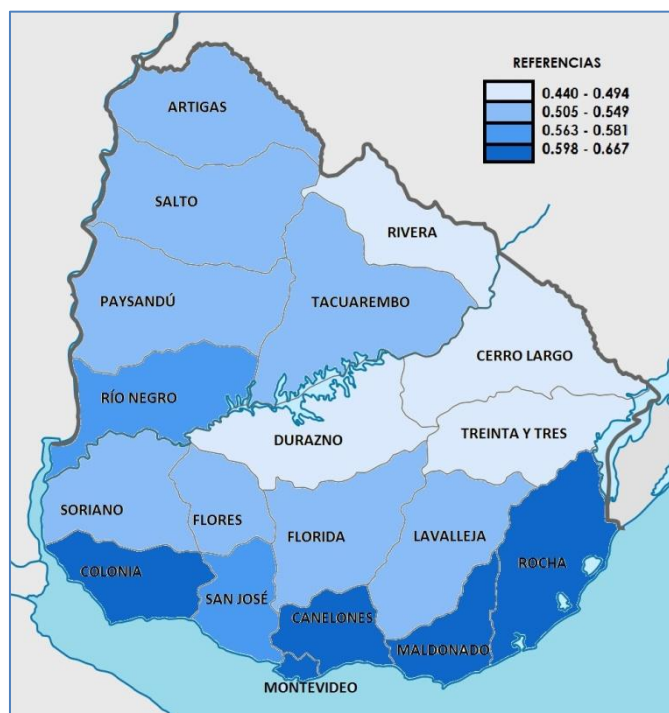 REFERENCIAS
0.440 - 0.494
0.505 - 0.549
0.563 - 0.581
0.598 - 0.667
ARTIGAS
SALTO
RIVERA
PAYSANDÚ
TACUAREMBO
CERRO LARGO
RÍO NEGRO
DURAZNO
TREINTA Y TRES
SORIANO
FLORES
FLORIDA
LAVALLEJA
ROCHA
COLONIA
SAN JOSÉ
CANELONES
MALDONADO
MONTEVIDEO